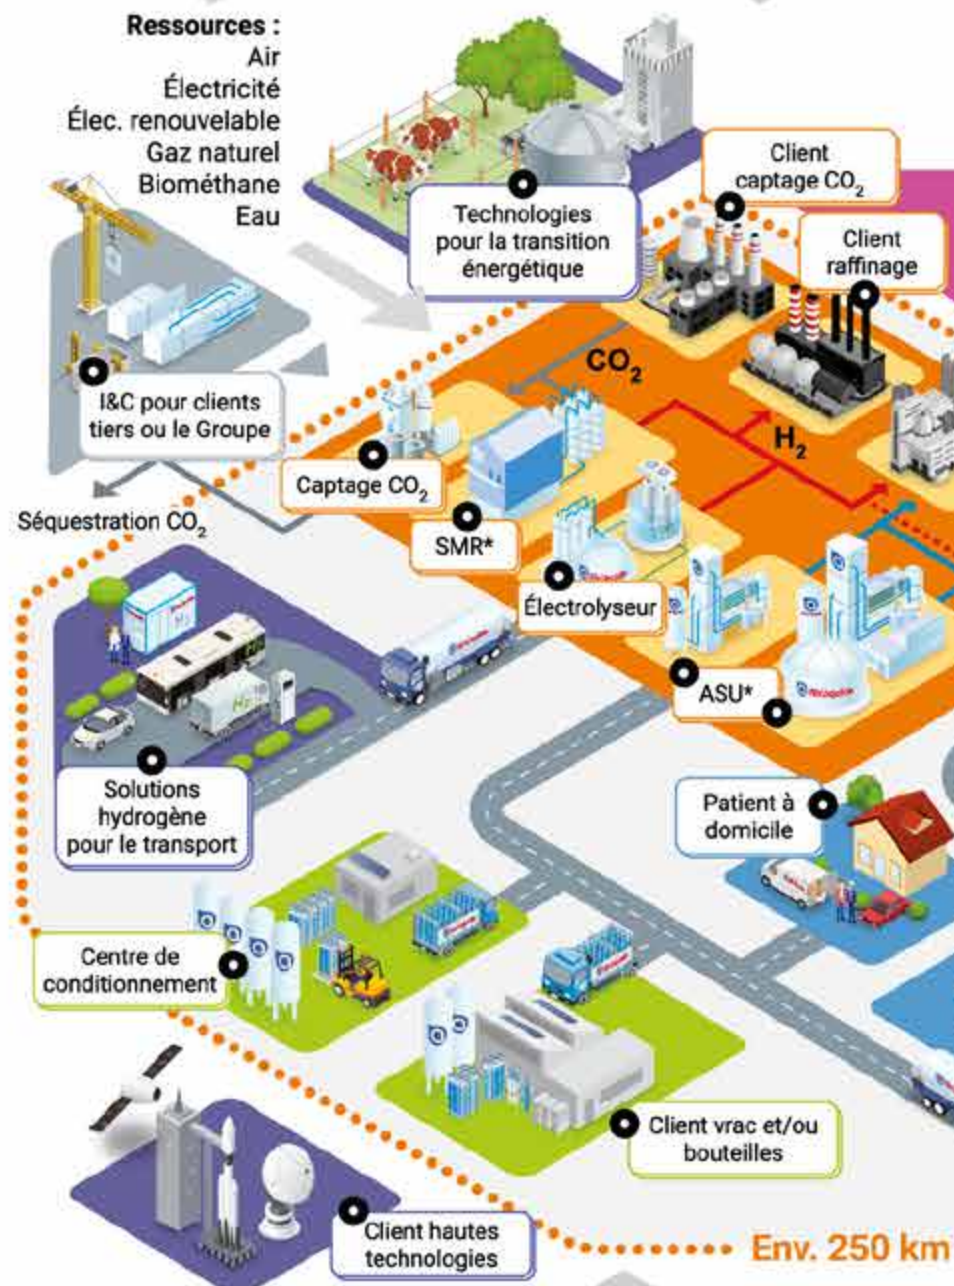 Ressources :
Air
Électricité
Élec. renouvelable
Gaz naturel
Biométhane
Eau
Technologies
pour la transition
énergétique
Client
captage CO₂
Client
raffinage
I&C pour clients
tiers ou le Groupe
CO₂
H₂
Captage CO₂
SMR*
Séquestration CO₂
Électrolyseur
ASU*
Solutions
hydrogène
pour le transport
Patient à
domicile
Centre de
conditionnement
Client vrac et/ou
bouteilles
Client hautes
technologies
Env. 250 km